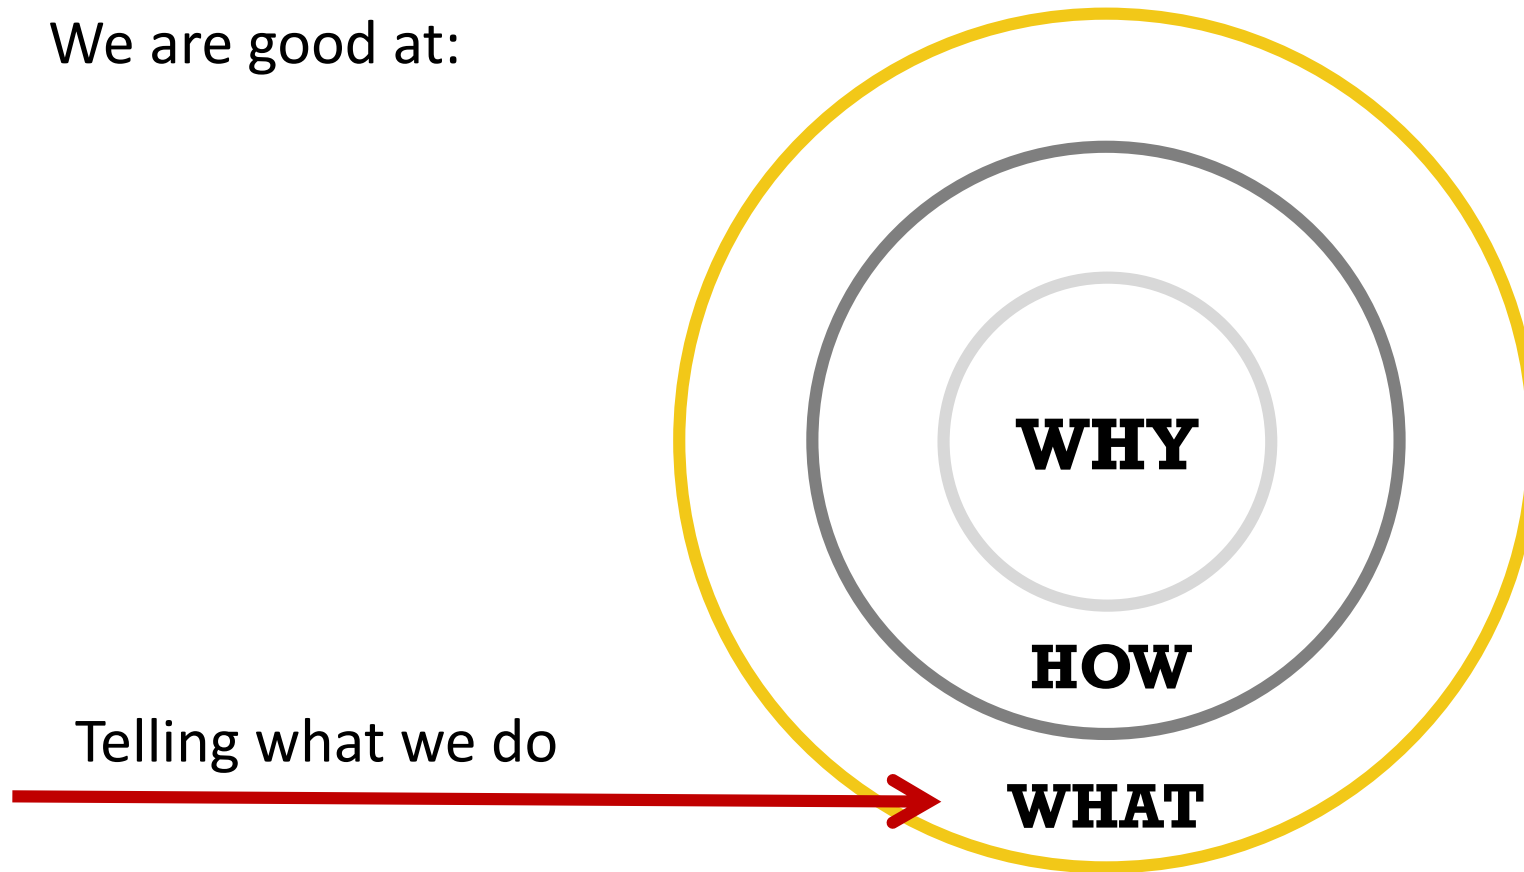 We are good at:
WHY
HOW
Telling what we do
WHAT